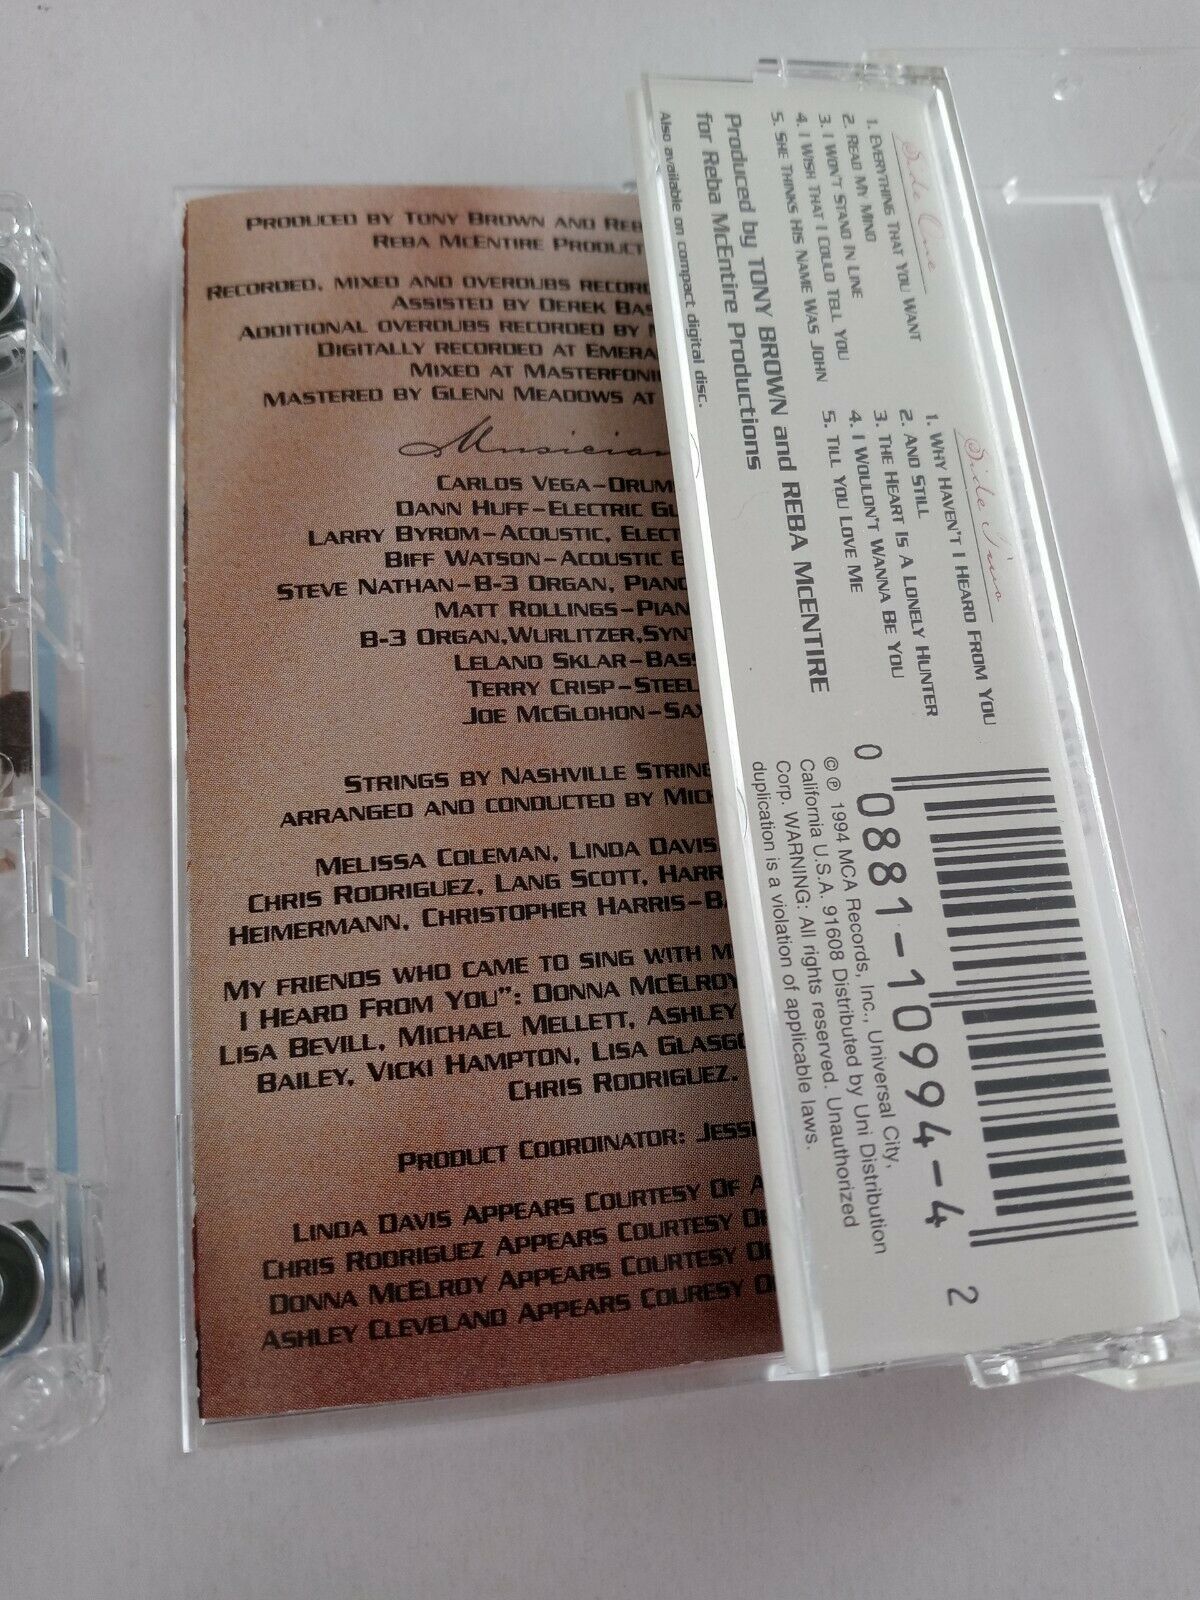 Produced by Tony Brown and Reb
Reba McEntire Product
Recorded, mixed and overdubs record
Assisted by Derek Bas
Additional overdubs recorded by
Digitally recorded at Emera
Mixed at Masterfoni
Mastered by Glenn Meadows at
Musician
Carlos Vega–Drum
Dann Huff–Electric Gu
Larry Byrom–Acoustic, Elect
Biff Watson–Acoustic G
Steve Nathan–B-3 Organ, Piano
Matt Rollings–Pian
B-3 Organ,Wurlitzer,Synt
Leland Sklar–Bass
Terry Crisp–Steel
Joe McGlohon–Sax
Strings by Nashville String
arranged and conducted by Mich
Melissa Coleman, Linda Davis
Chris Rodriguez, Lang Scott, Harr
Heimermann, Christopher Harris–Ba
My friends who came to sing with m
I Heard From You”: Donna McElroy
Lisa Bevill, Michael Mellett, Ashley
Bailey, Vicki Hampton, Lisa Glasgo
Chris Rodriguez.
Product Coordinator: Jessi
Linda Davis Appears Courtesy Of A
Chris Rodriguez Appears Courtesy Of
Donna McElroy Appears Courtesy Of
Ashley Cleveland Appears Couresy Of
Side One
1. Everything That You Want
2. Read My Mind
3. I Won't Stand In Line
4. I Wish That I Could Tell You
5. She Thinks His Name Was John
Side Two
1. Why Haven't I Heard From You
2. And Still
3. The Heart Is A Lonely Hunter
4. I Wouldn't Wanna Be You
5. Till You Love Me
Produced by TONY BROWN and REBA McENTIRE
for Reba McEntire Productions
Also available on compact digital disc.
0 0881-10994-4 2
© ℗ 1994 MCA Records, Inc., Universal City,
California U.S.A. 91608 Distributed by Uni Distribution
Corp. WARNING: All rights reserved. Unauthorized
duplication is a violation of applicable laws.